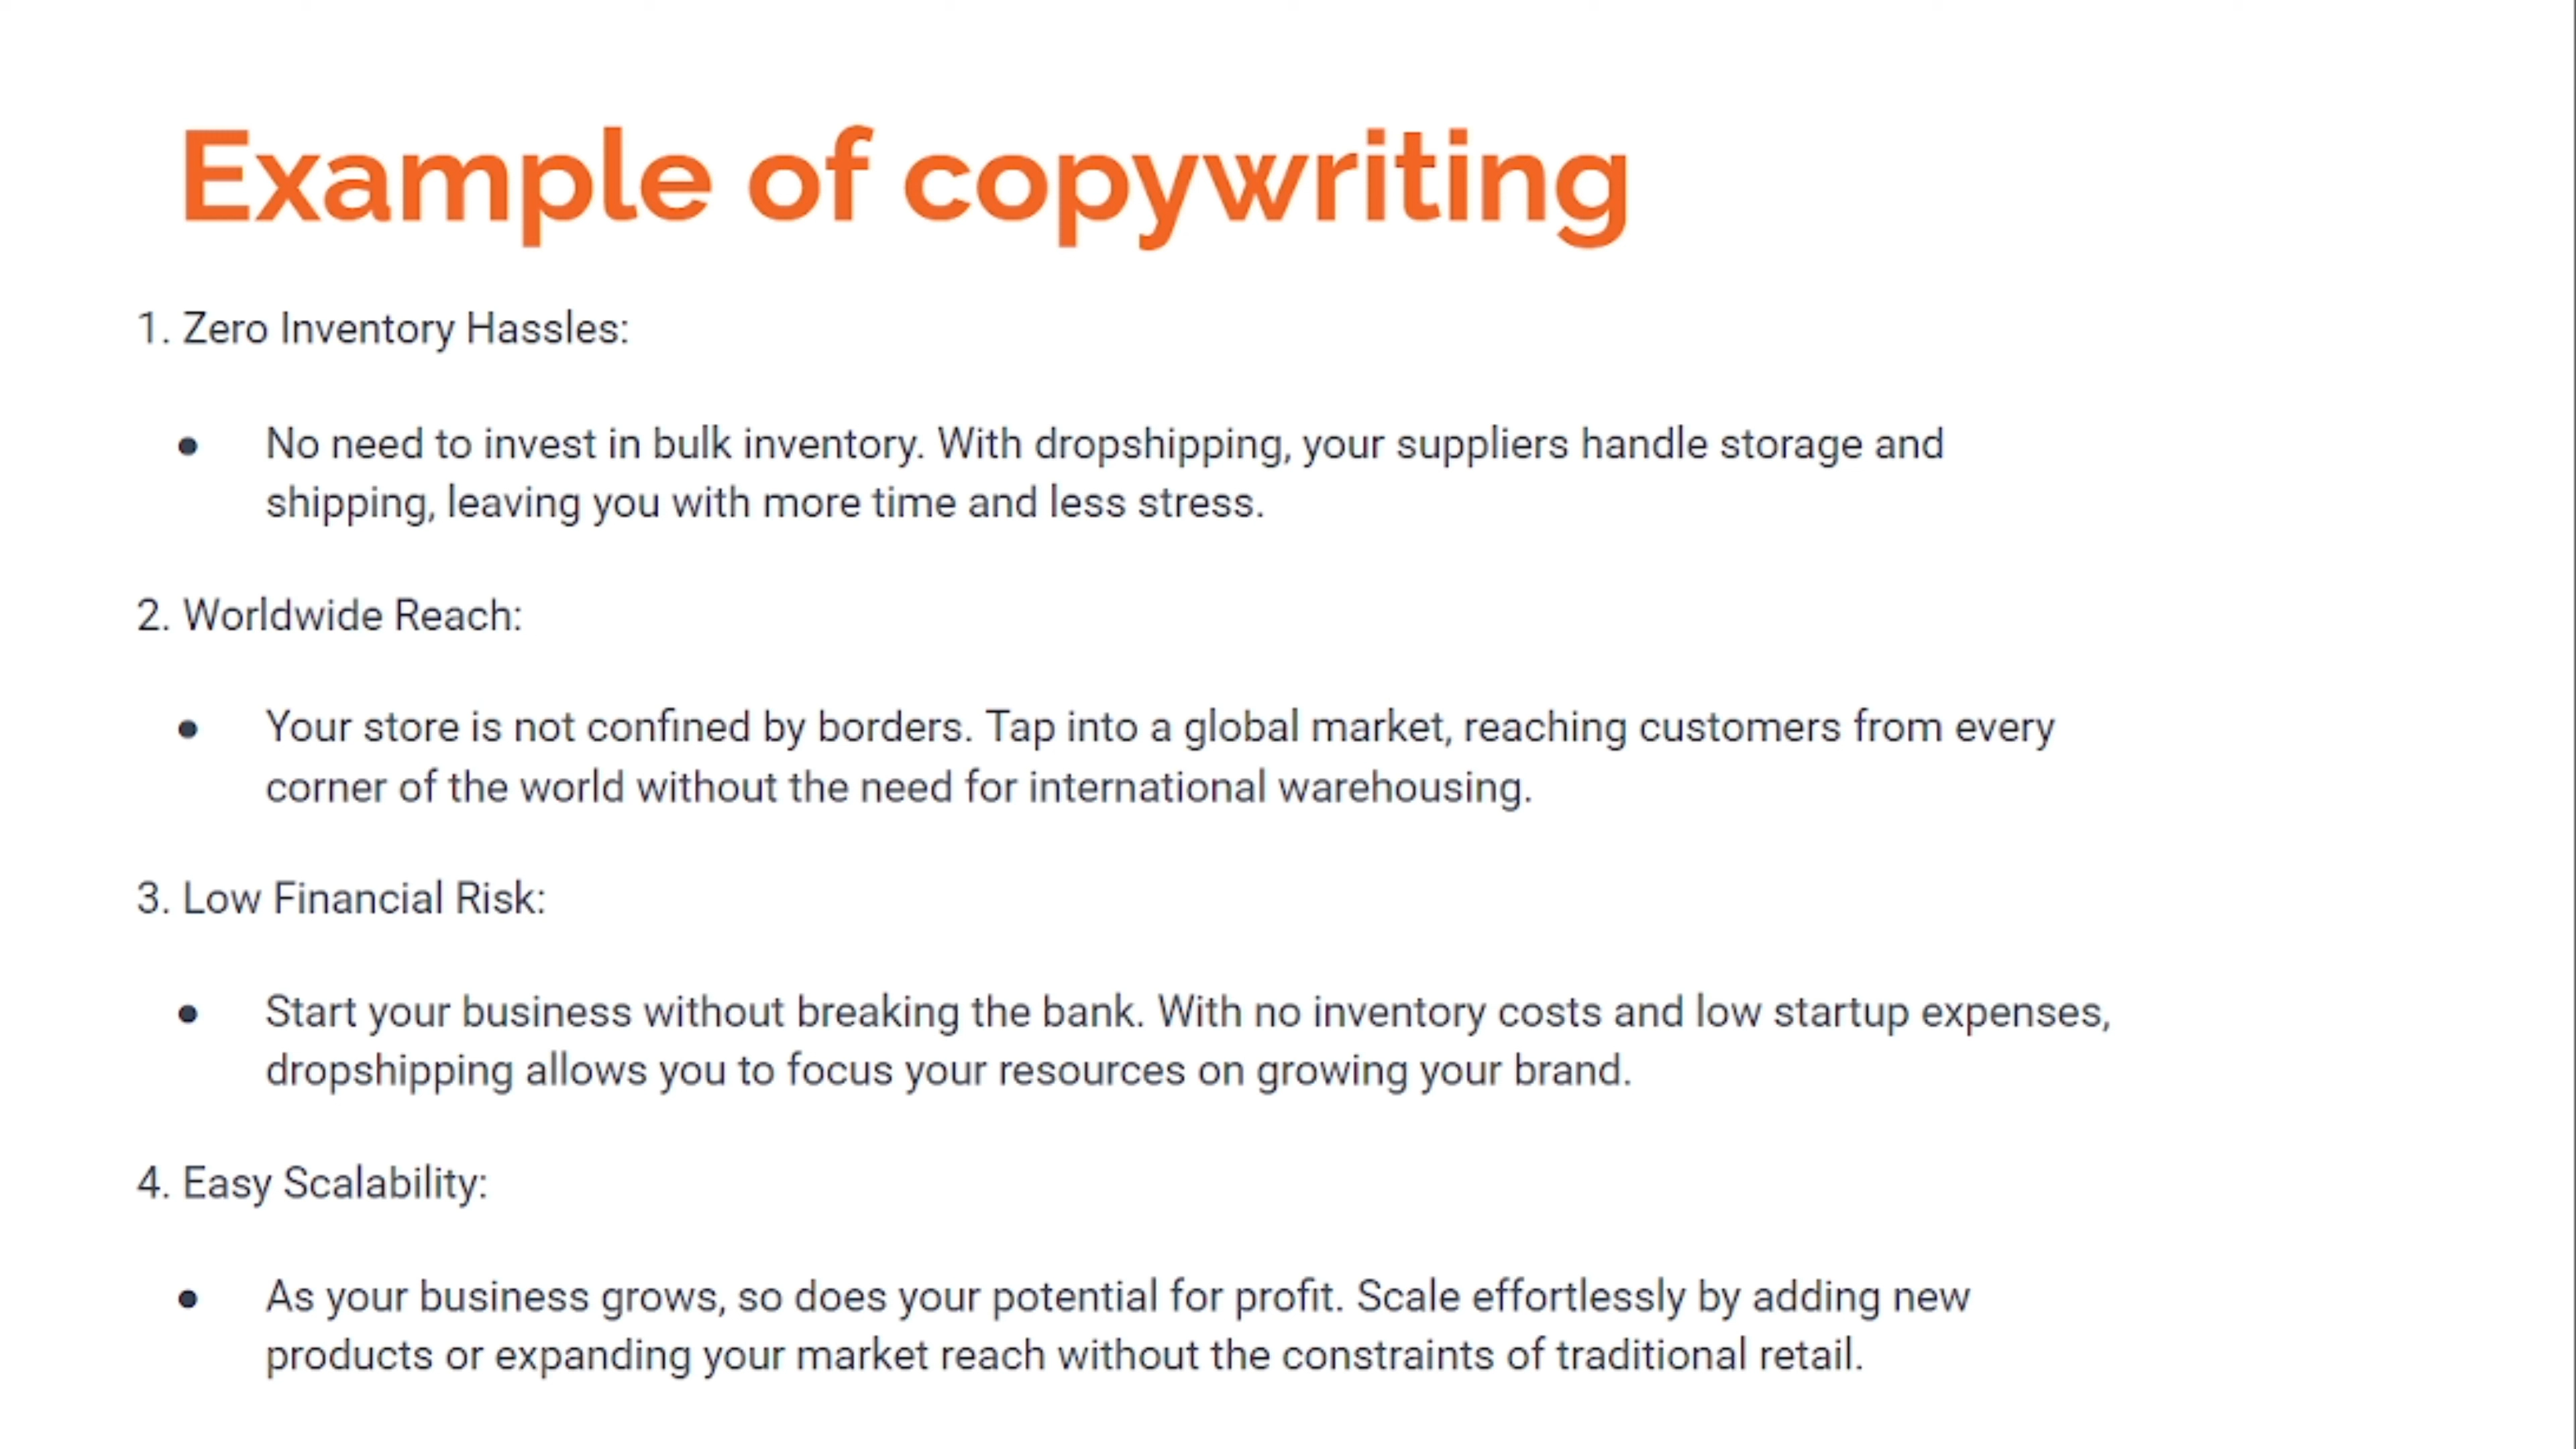 Example of copywriting
1. Zero Inventory Hassles:
● No need to invest in bulk inventory. With dropshipping, your suppliers handle storage and
shipping, leaving you with more time and less stress.
2. Worldwide Reach:
● Your store is not confined by borders. Tap into a global market, reaching customers from every
corner of the world without the need for international warehousing.
3. Low Financial Risk:
● Start your business without breaking the bank. With no inventory costs and low startup expenses,
dropshipping allows you to focus your resources on growing your brand.
4. Easy Scalability:
● As your business grows, so does your potential for profit. Scale effortlessly by adding new
products or expanding your market reach without the constraints of traditional retail.